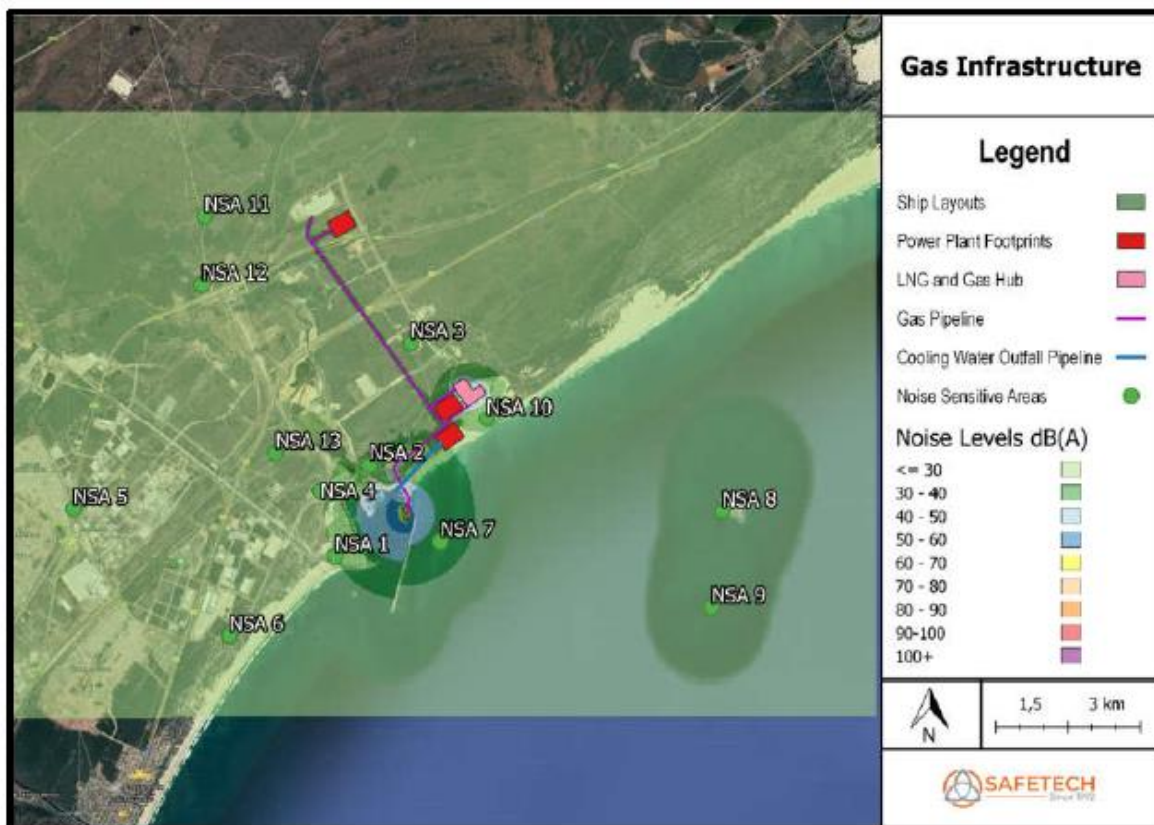 Gas Infrastructure
Legend
Ship Layouts
Power Plant Footprints
LNG and Gas Hub
Gas Pipeline
Cooling Water Outfall Pipeline
Noise Sensitive Areas
Noise Levels dB(A)
<= 30
30 - 40
40 - 50
50 - 60
60 - 70
70 - 80
80 - 90
90-100
100+
N
1,5 3 km
SAFETECH
NSA 11
NSA 12
NSA 3
NSA 10
NSA 13
NSA 2
NSA 4
NSA 5
NSA 8
NSA 7
NSA 1
NSA 9
NSA 6